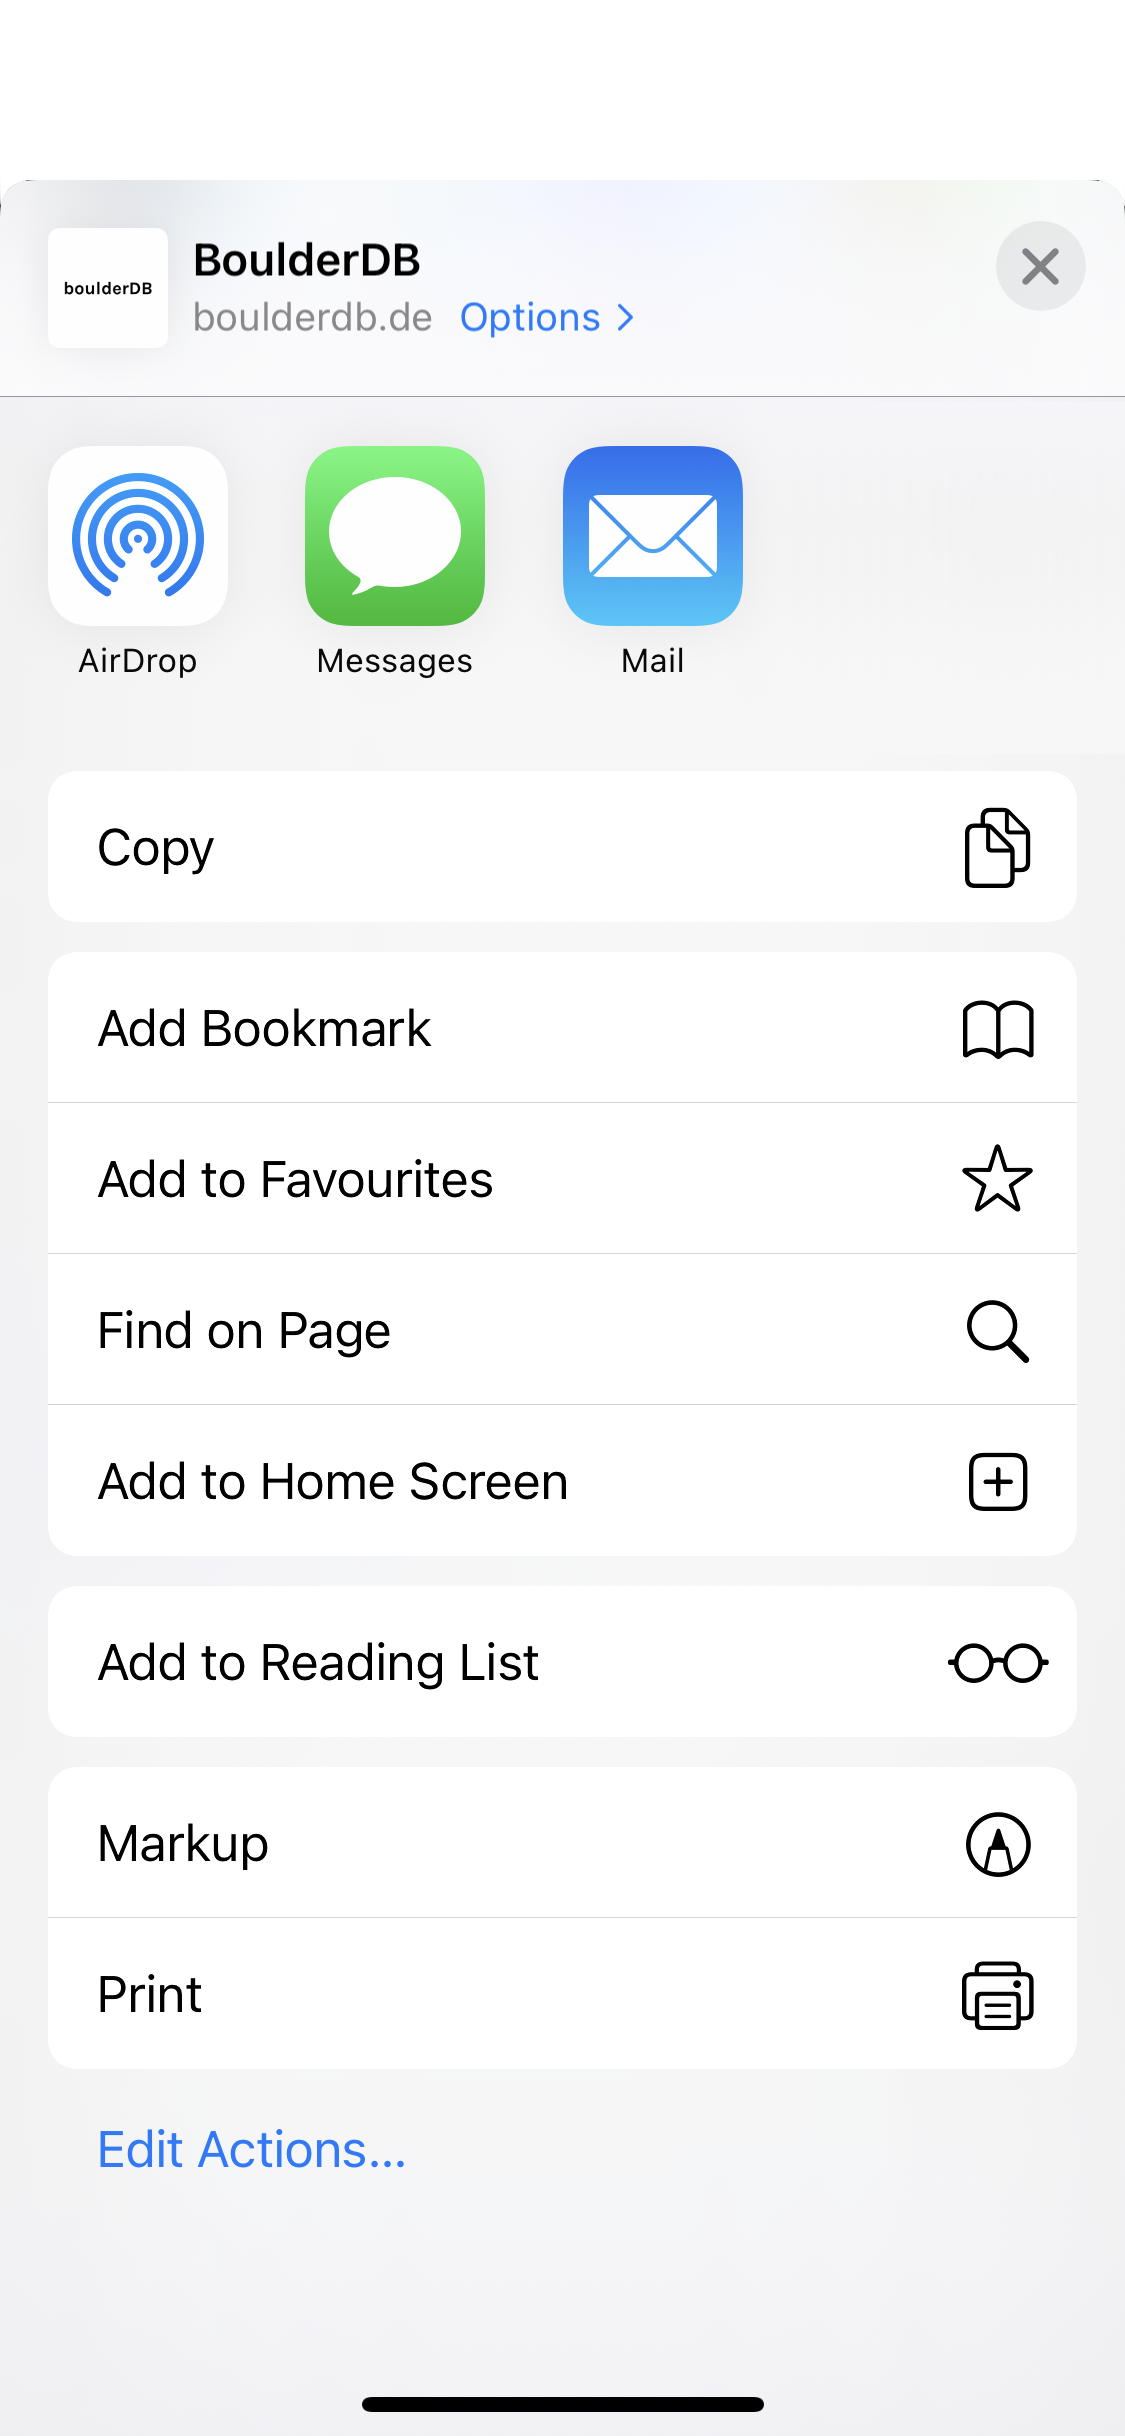 boulderDB
BoulderDB
boulderdb.de Options
AirDrop Messages Mail
Copy
Add Bookmark
Add to Favourites
Find on Page
Add to Home Screen
Add to Reading List
Markup
Print
Edit Actions...